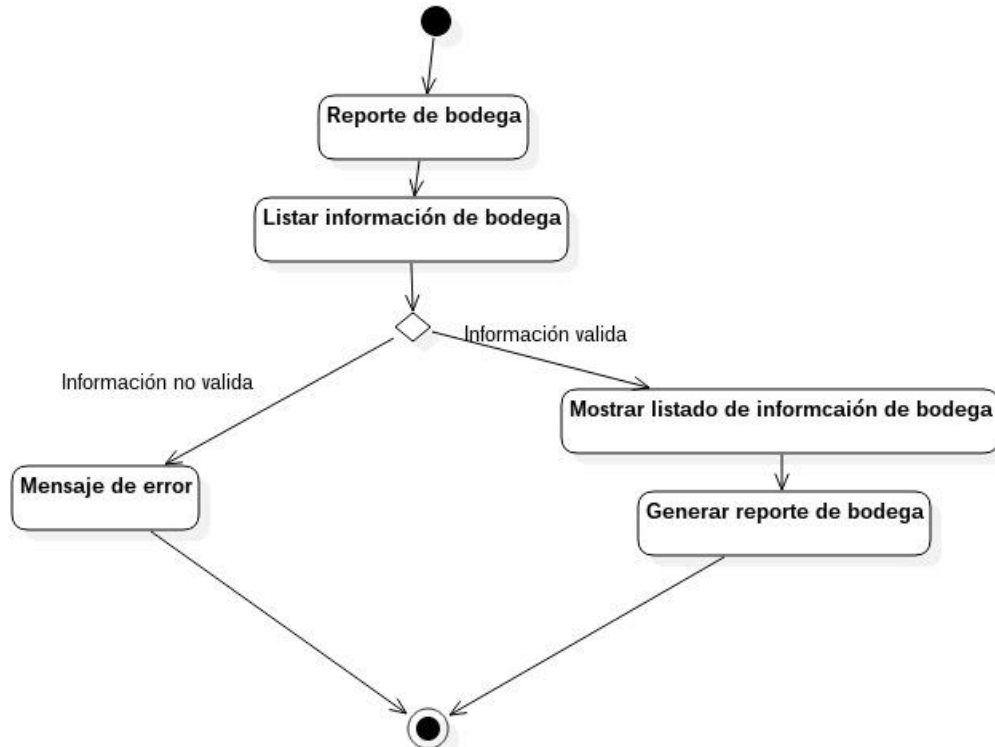 Reporte de bodega
Listar información de bodega
Información valida
Información no valida
Mostrar listado de informcaión de bodega
Mensaje de error
Generar reporte de bodega